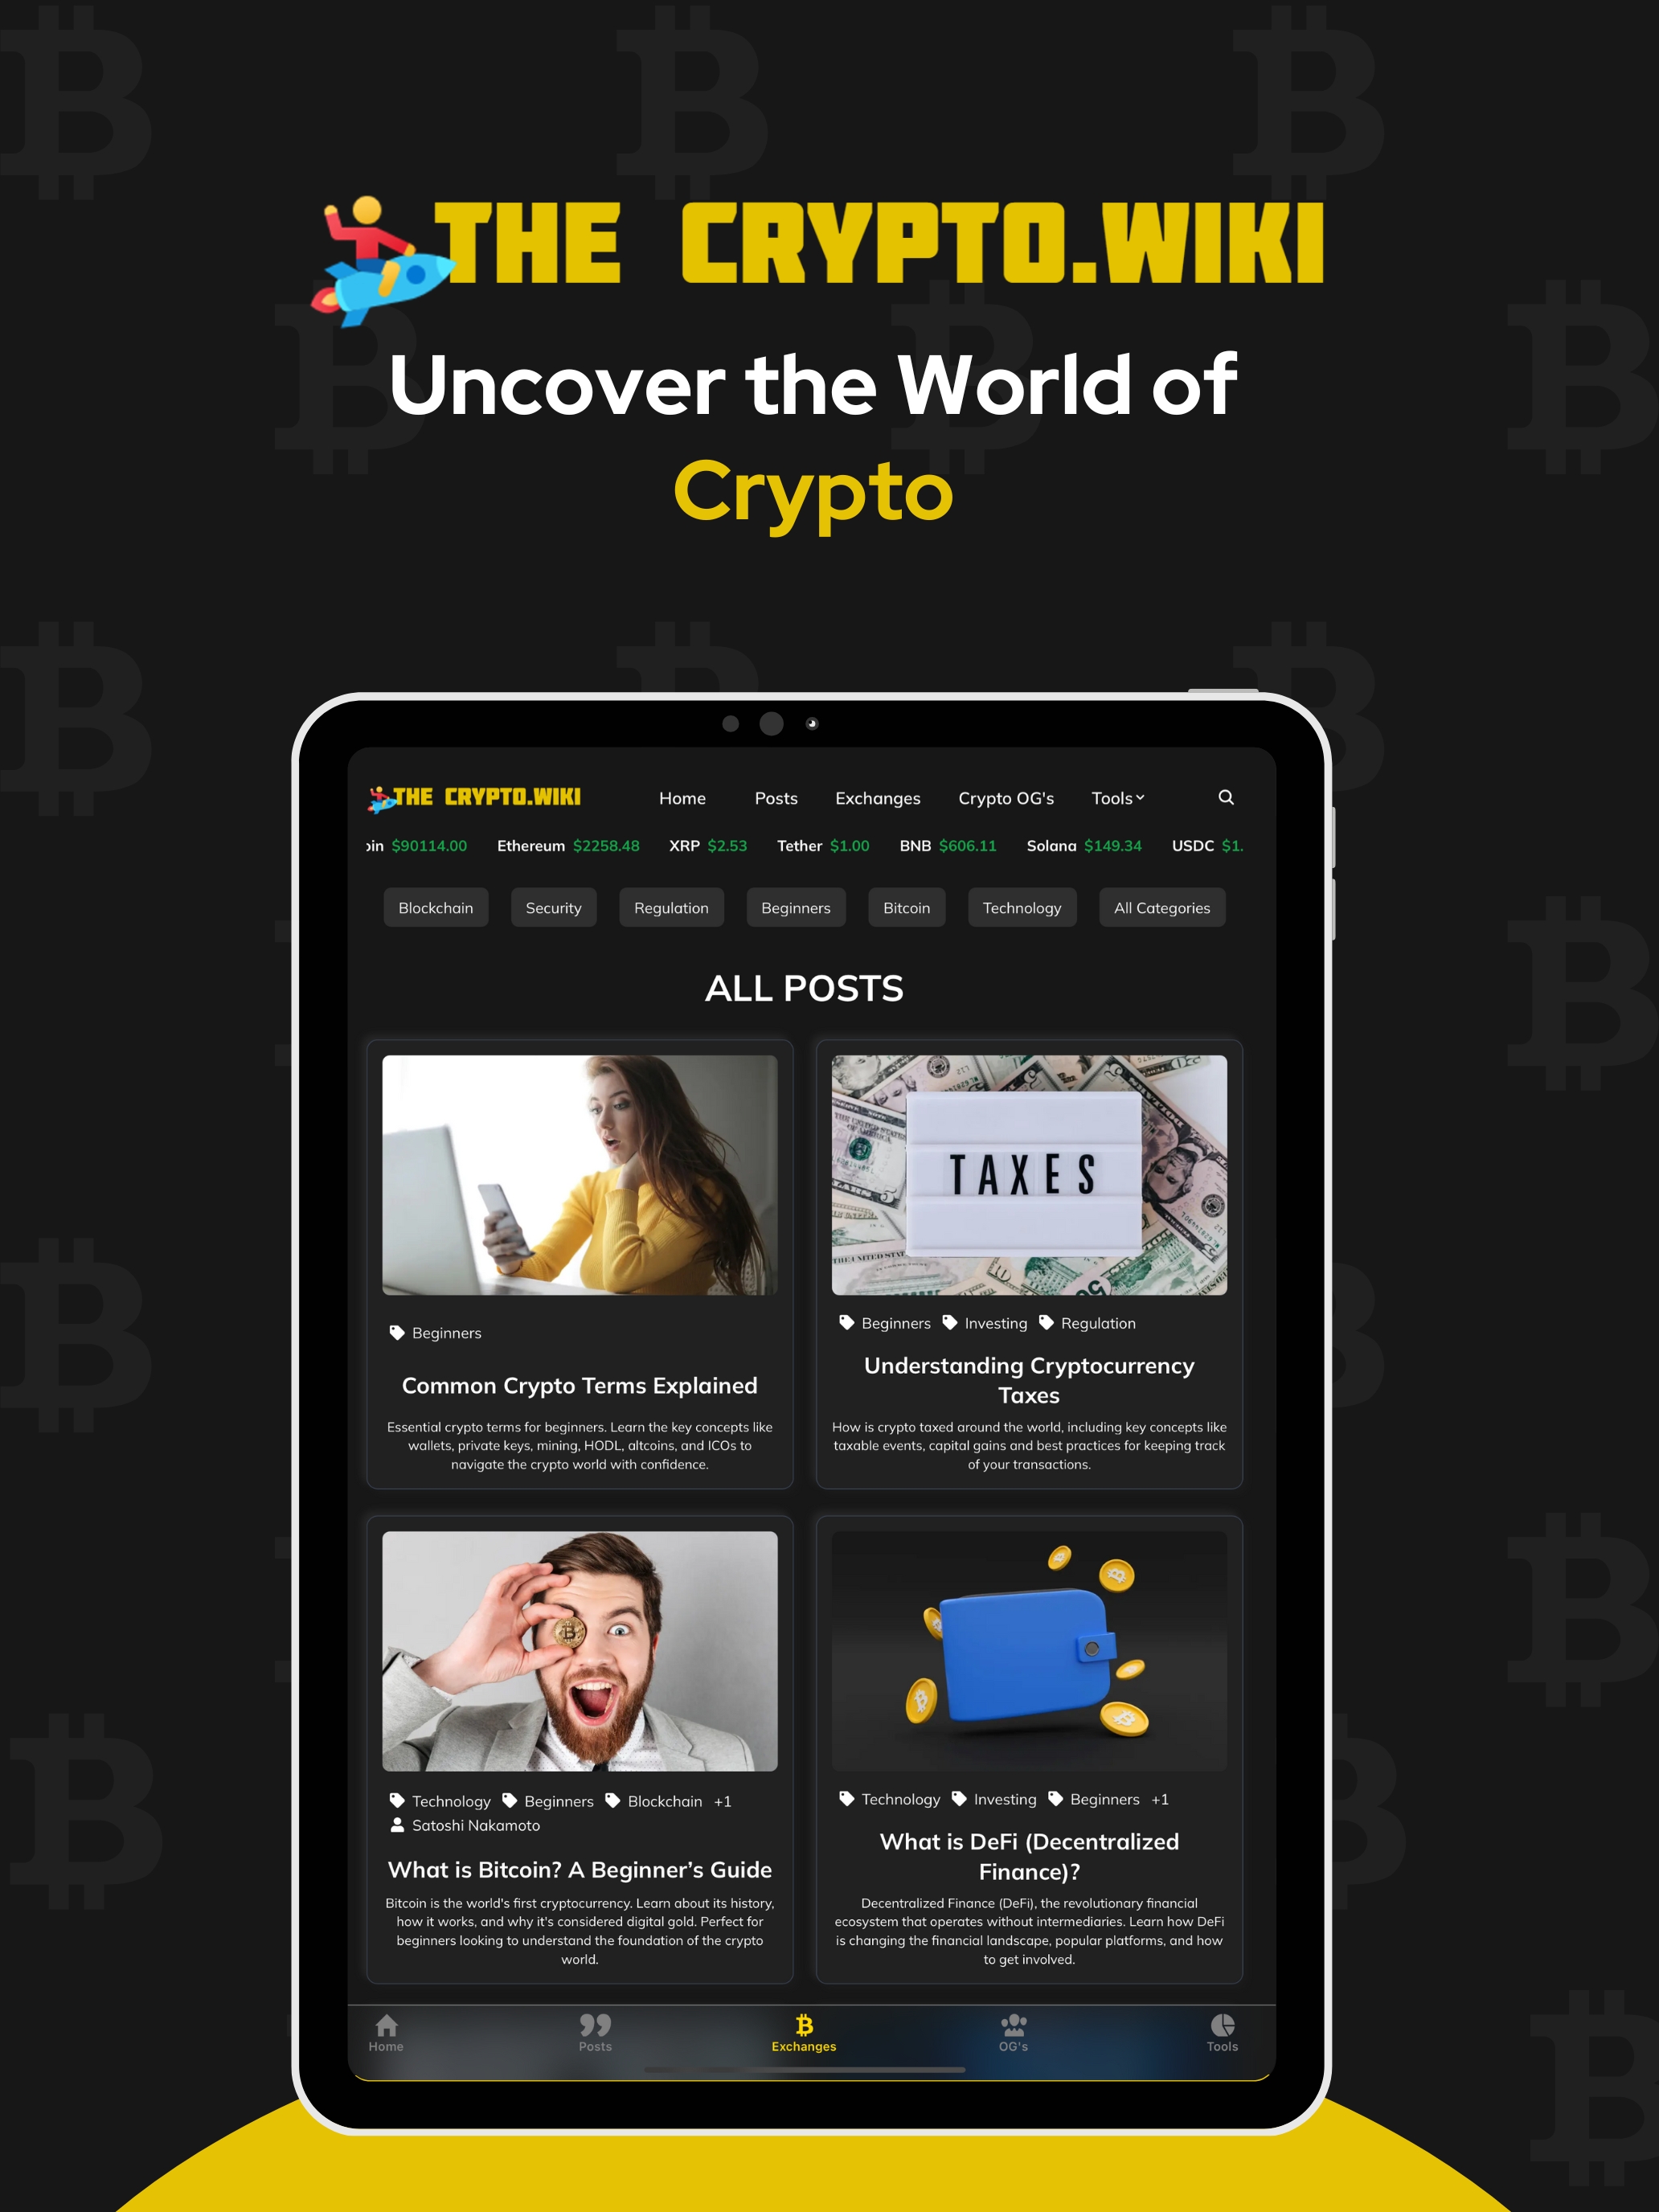 THE CRYPTO.WIKI
Uncover the World of
Crypto
THE CRYPTO.WIKI
Home Posts Exchanges Crypto OG's Tools
oin $90114.00 Ethereum $2258.48 XRP $2.53 Tether $1.00 BNB $606.11 Solana $149.34 USDC $1.
Blockchain Security Regulation Beginners Bitcoin Technology All Categories
ALL POSTS
TAXES
Beginners
Common Crypto Terms Explained
Essential crypto terms for beginners. Learn the key concepts like
wallets, private keys, mining, HODL, altcoins, and ICOs to
navigate the crypto world with confidence.
Beginners Investing Regulation
Understanding Cryptocurrency
Taxes
How is crypto taxed around the world, including key concepts like
taxable events, capital gains and best practices for keeping track
of your transactions.
Technology Beginners Blockchain +1
Satoshi Nakamoto
What is Bitcoin? A Beginner’s Guide
Bitcoin is the world's first cryptocurrency. Learn about its history,
how it works, and why it's considered digital gold. Perfect for
beginners looking to understand the foundation of the crypto
world.
Technology Investing Beginners +1
What is DeFi (Decentralized
Finance)?
Decentralized Finance (DeFi), the revolutionary financial
ecosystem that operates without intermediaries. Learn how DeFi
is changing the financial landscape, popular platforms, and how
to get involved.
Home Posts Exchanges OG's Tools